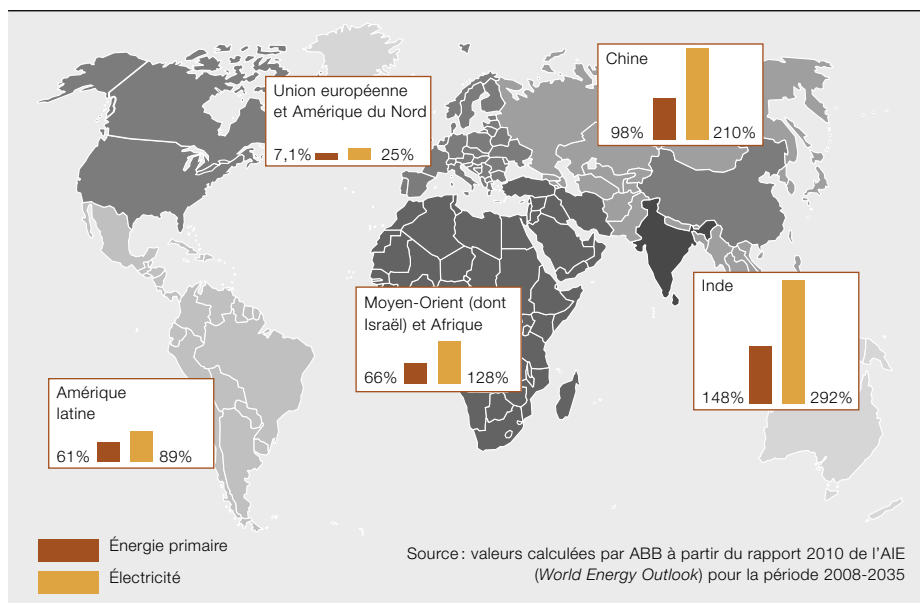 Union européenne
et Amérique du Nord
7,1% 25%
Chine
98% 210%
Moyen-Orient (dont
Israël) et Afrique
66% 128%
Inde
148% 292%
Amérique
latine
61% 89%
Énergie primaire
Électricité
Source : valeurs calculées par ABB à partir du rapport 2010 de l’AIE
(World Energy Outlook) pour la période 2008-2035